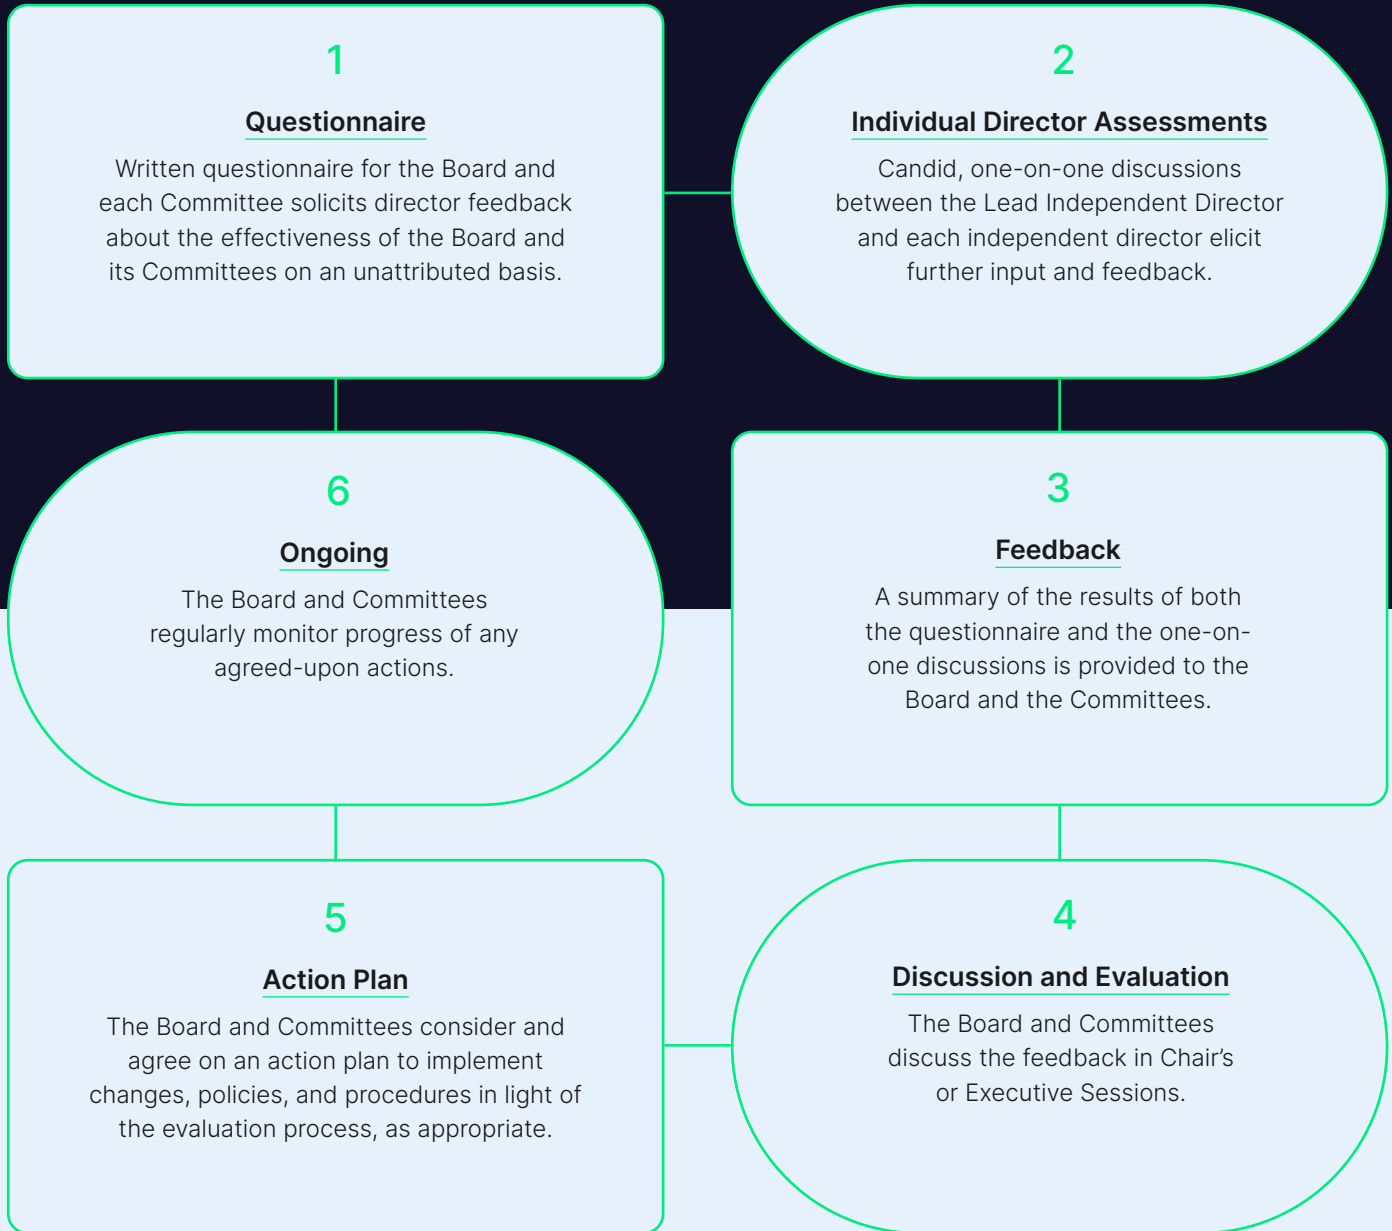 1
Questionnaire
Written questionnaire for the Board and
each Committee solicits director feedback
about the effectiveness of the Board and
its Committees on an unattributed basis.
2
Individual Director Assessments
Candid, one-on-one discussions
between the Lead Independent Director
and each independent director elicit
further input and feedback.
3
Feedback
A summary of the results of both
the questionnaire and the one-on-
one discussions is provided to the
Board and the Committees.
4
Discussion and Evaluation
The Board and Committees
discuss the feedback in Chair’s
or Executive Sessions.
5
Action Plan
The Board and Committees consider and
agree on an action plan to implement
changes, policies, and procedures in light of
the evaluation process, as appropriate.
6
Ongoing
The Board and Committees
regularly monitor progress of any
agreed-upon actions.